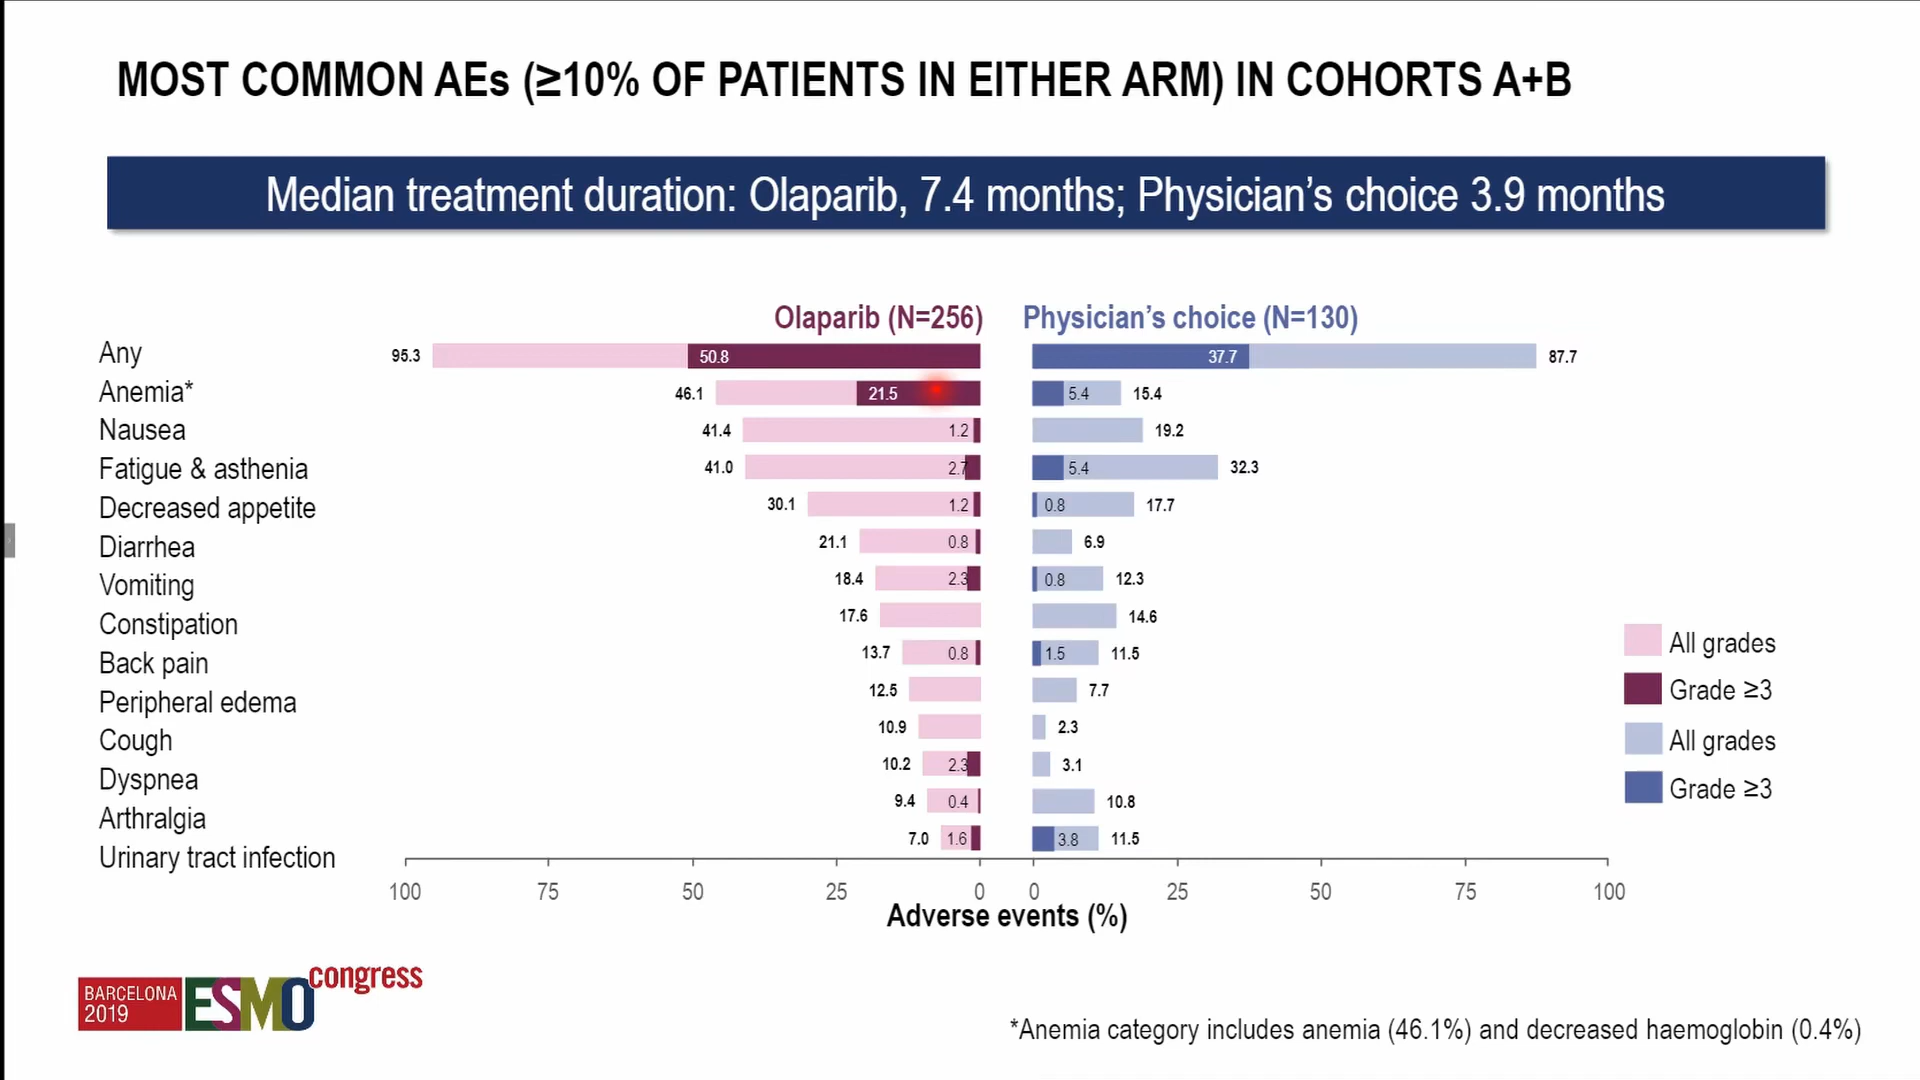 MOST COMMON AEs (≥10% OF PATIENTS IN EITHER ARM) IN COHORTS A+B
Median treatment duration: Olaparib, 7.4 months; Physician’s choice 3.9 months
Olaparib (N=256) Physician’s choice (N=130)
Any 95.3 50.8 37.7 87.7
Anemia* 46.1 21.5 5.4 15.4
Nausea 41.4 1.2 19.2
Fatigue & asthenia 41.0 2.7 5.4 32.3
Decreased appetite 30.1 1.2 0.8 17.7
Diarrhea 21.1 0.8 6.9
Vomiting 18.4 2.3 0.8 12.3
Constipation 17.6 14.6
Back pain 13.7 0.8 1.5 11.5
Peripheral edema 12.5 7.7
Cough 10.9 2.3
Dyspnea 10.2 2.3 3.1
Arthralgia 9.4 0.4 10.8
Urinary tract infection 7.0 1.6 3.8 11.5
All grades
Grade ≥3
All grades
Grade ≥3
100 75 50 25 0 0 25 50 75 100
Adverse events (%)
BARCELONA
2019
ESMO congress
*Anemia category includes anemia (46.1%) and decreased haemoglobin (0.4%)